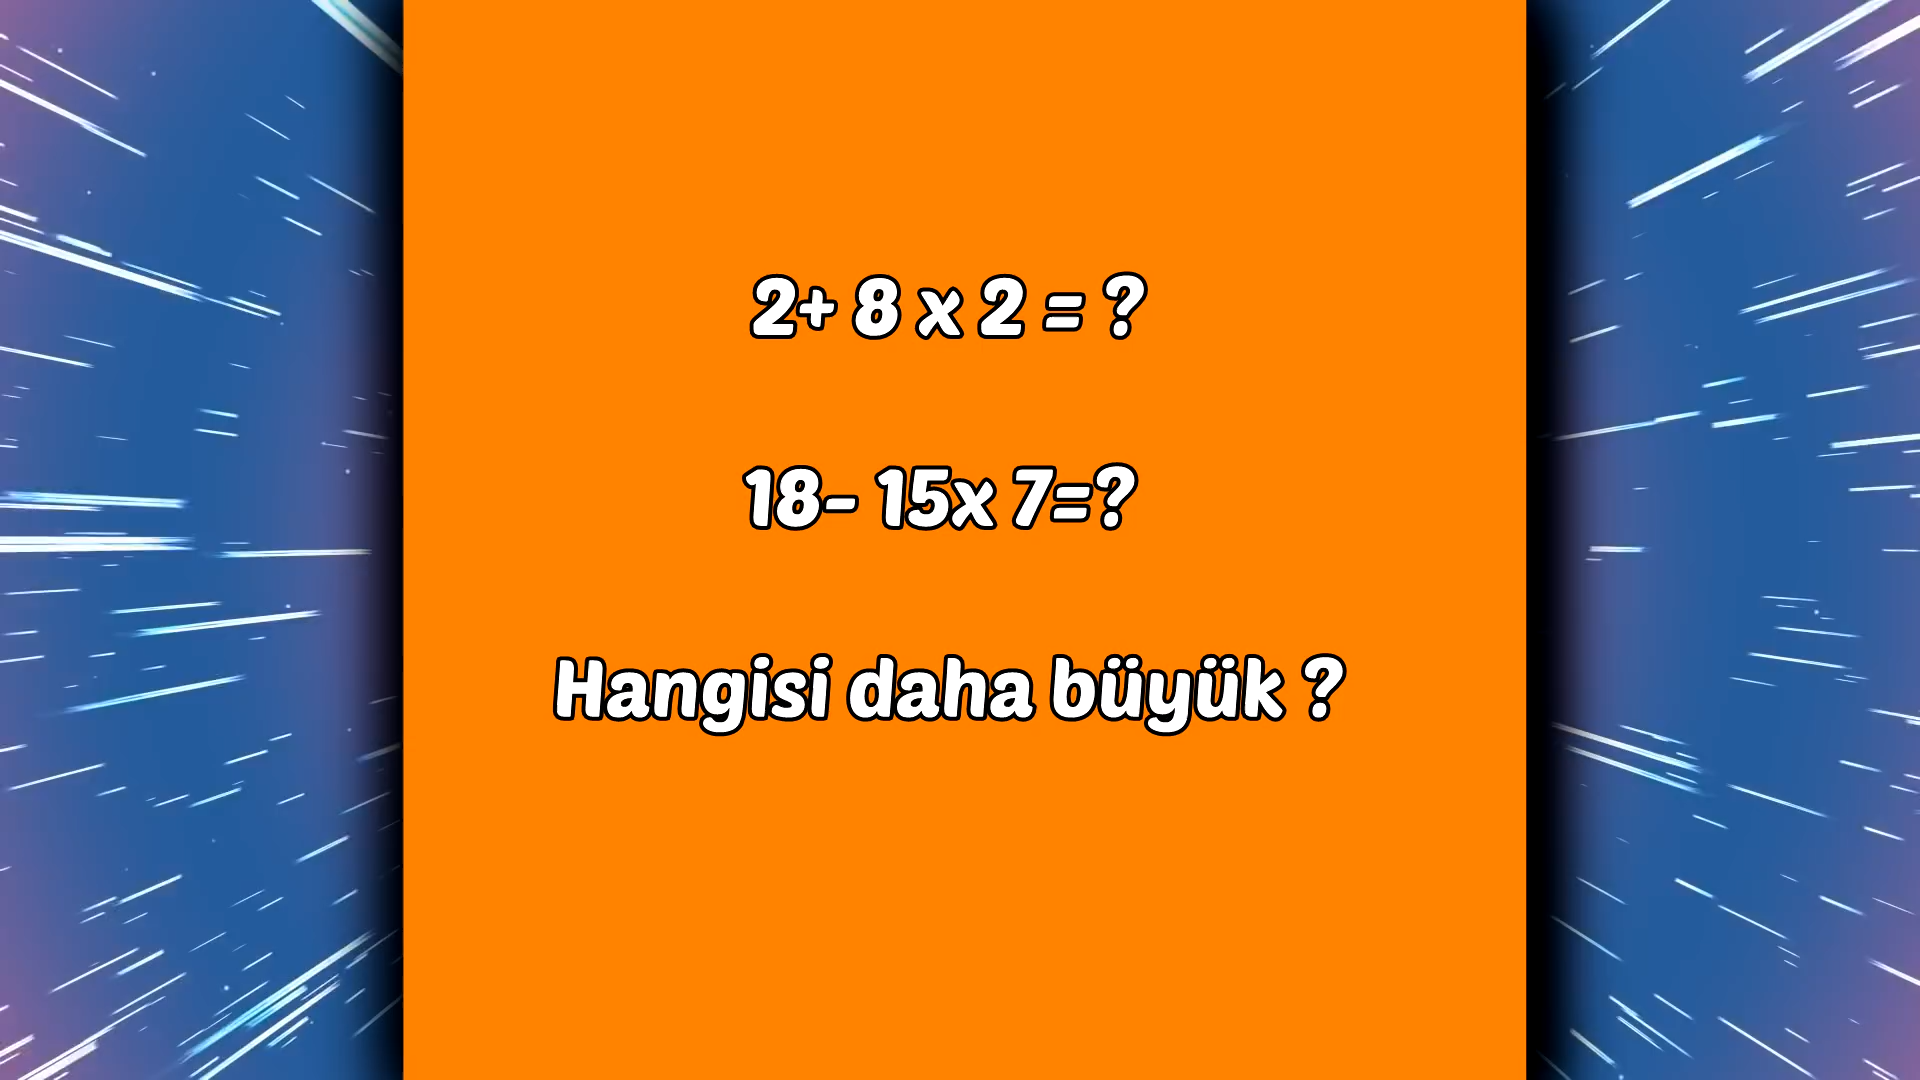 2+ 8 x 2 = ?
18- 15x 7=?
Hangisi daha büyük ?